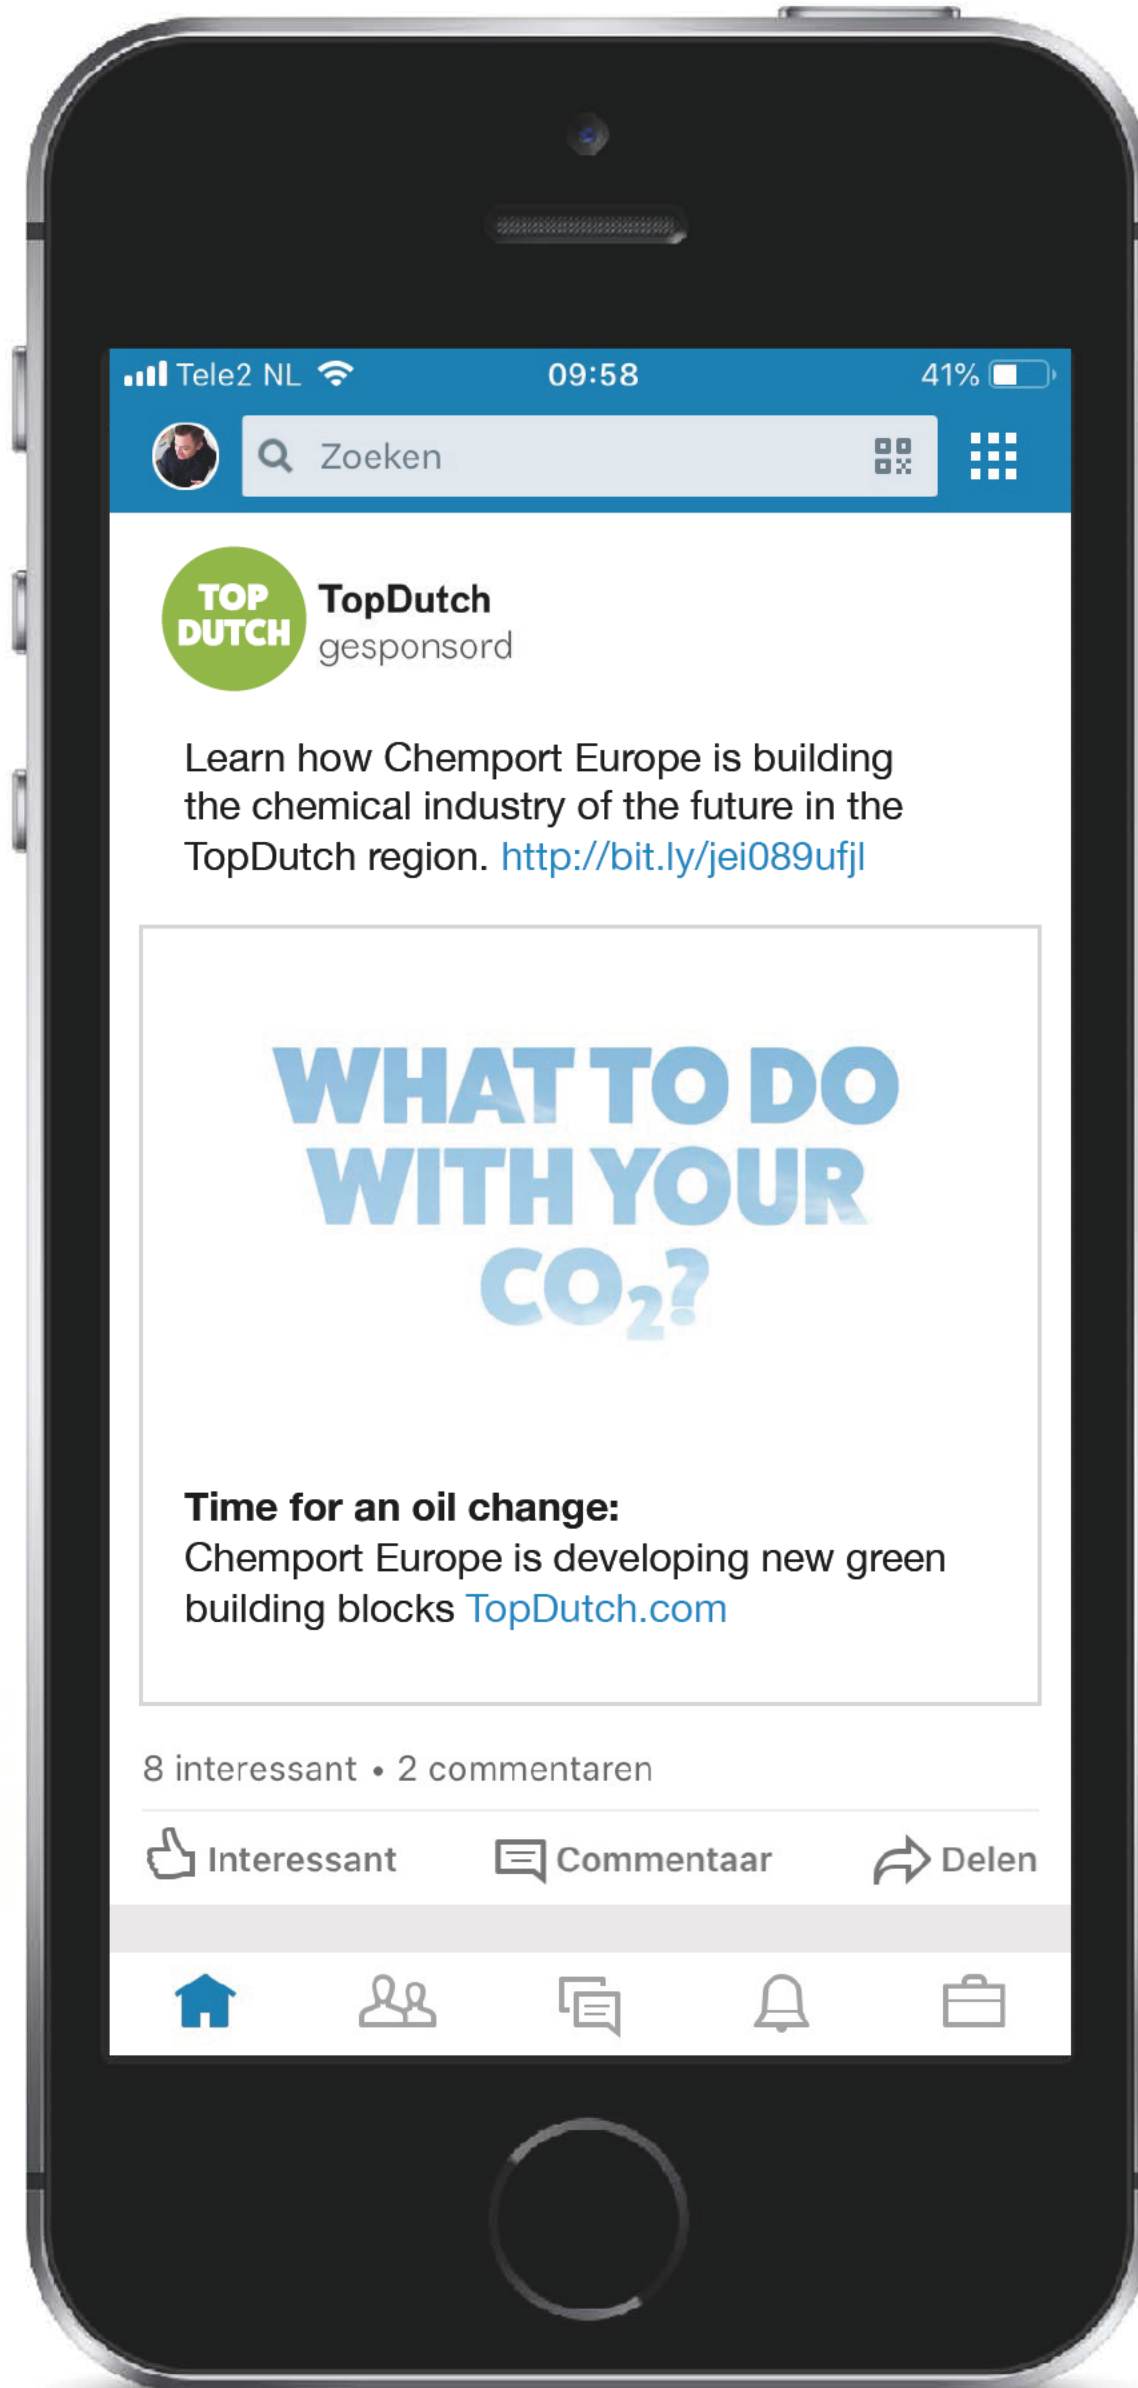 Tele2 NL 09:58 41%
Zoeken
TOP
DUTCH
TopDutch
gesponsord
Learn how Chemport Europe is building
the chemical industry of the future in the
TopDutch region. http://bit.ly/jei089ufjl
WHAT TO DO
WITH YOUR
CO₂?
Time for an oil change:
Chemport Europe is developing new green
building blocks TopDutch.com
8 interessant • 2 commentaren
Interessant Commentaar Delen